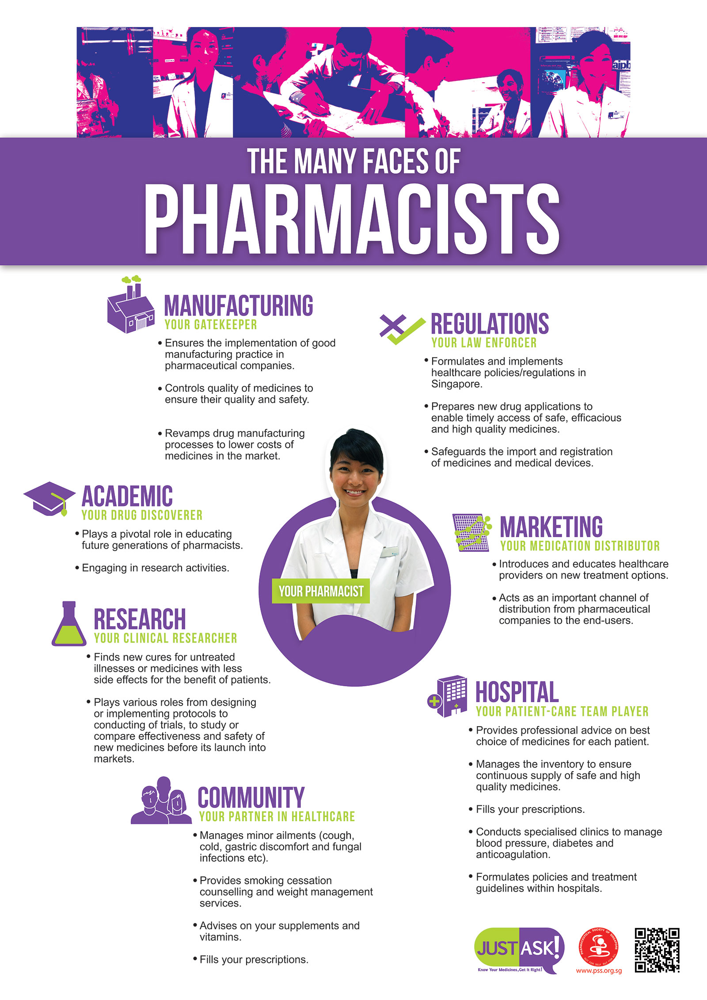 aipb
THE MANY FACES OF
PHARMACISTS
MANUFACTURING
YOUR GATEKEEPER
• Ensures the implementation of good
manufacturing practice in
pharmaceutical companies.
• Controls quality of medicines to
ensure their quality and safety.
• Revamps drug manufacturing
processes to lower costs of
medicines in the market.
REGULATIONS
YOUR LAW ENFORCER
• Formulates and implements
healthcare policies/regulations in
Singapore.
• Prepares new drug applications to
enable timely access of safe, efficacious
and high quality medicines.
• Safeguards the import and registration
of medicines and medical devices.
ACADEMIC
YOUR DRUG DISCOVERER
• Plays a pivotal role in educating
future generations of pharmacists.
• Engaging in research activities.
MARKETING
YOUR MEDICATION DISTRIBUTOR
• Introduces and educates healthcare
providers on new treatment options.
• Acts as an important channel of
distribution from pharmaceutical
companies to the end-users.
YOUR PHARMACIST
RESEARCH
YOUR CLINICAL RESEARCHER
• Finds new cures for untreated
illnesses or medicines with less
side effects for the benefit of patients.
• Plays various roles from designing
or implementing protocols to
conducting of trials, to study or
compare effectiveness and safety of
new medicines before its launch into
markets.
HOSPITAL
YOUR PATIENT-CARE TEAM PLAYER
• Provides professional advice on best
choice of medicines for each patient.
• Manages the inventory to ensure
continuous supply of safe and high
quality medicines.
• Fills your prescriptions.
• Conducts specialised clinics to manage
blood pressure, diabetes and
anticoagulation.
• Formulates policies and treatment
guidelines within hospitals.
COMMUNITY
YOUR PARTNER IN HEALTHCARE
• Manages minor ailments (cough,
cold, gastric discomfort and fungal
infections etc).
• Provides smoking cessation
counselling and weight management
services.
• Advises on your supplements and
vitamins.
• Fills your prescriptions.
JUST ASK!
Know Your Medicines,Get It Right!
PHARMACEUTICAL SOCIETY OF SINGAPORE
NOT FOR SELF BUT FOR ALL
www.pss.org.sg